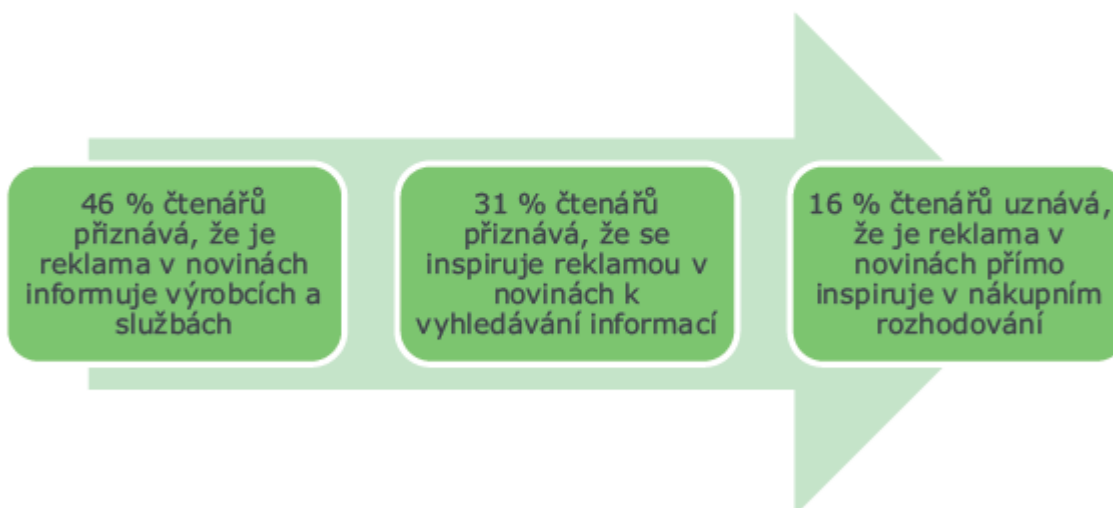 46 % čtenářů
přiznává, že je
reklama v novinách
informuje výrobcích a
službách
31 % čtenářů
přiznává, že se
inspiruje reklamou v
novinách k
vyhledávání informací
16 % čtenářů uznává,
že je reklama v
novinách přímo
inspiruje v nákupním
rozhodování